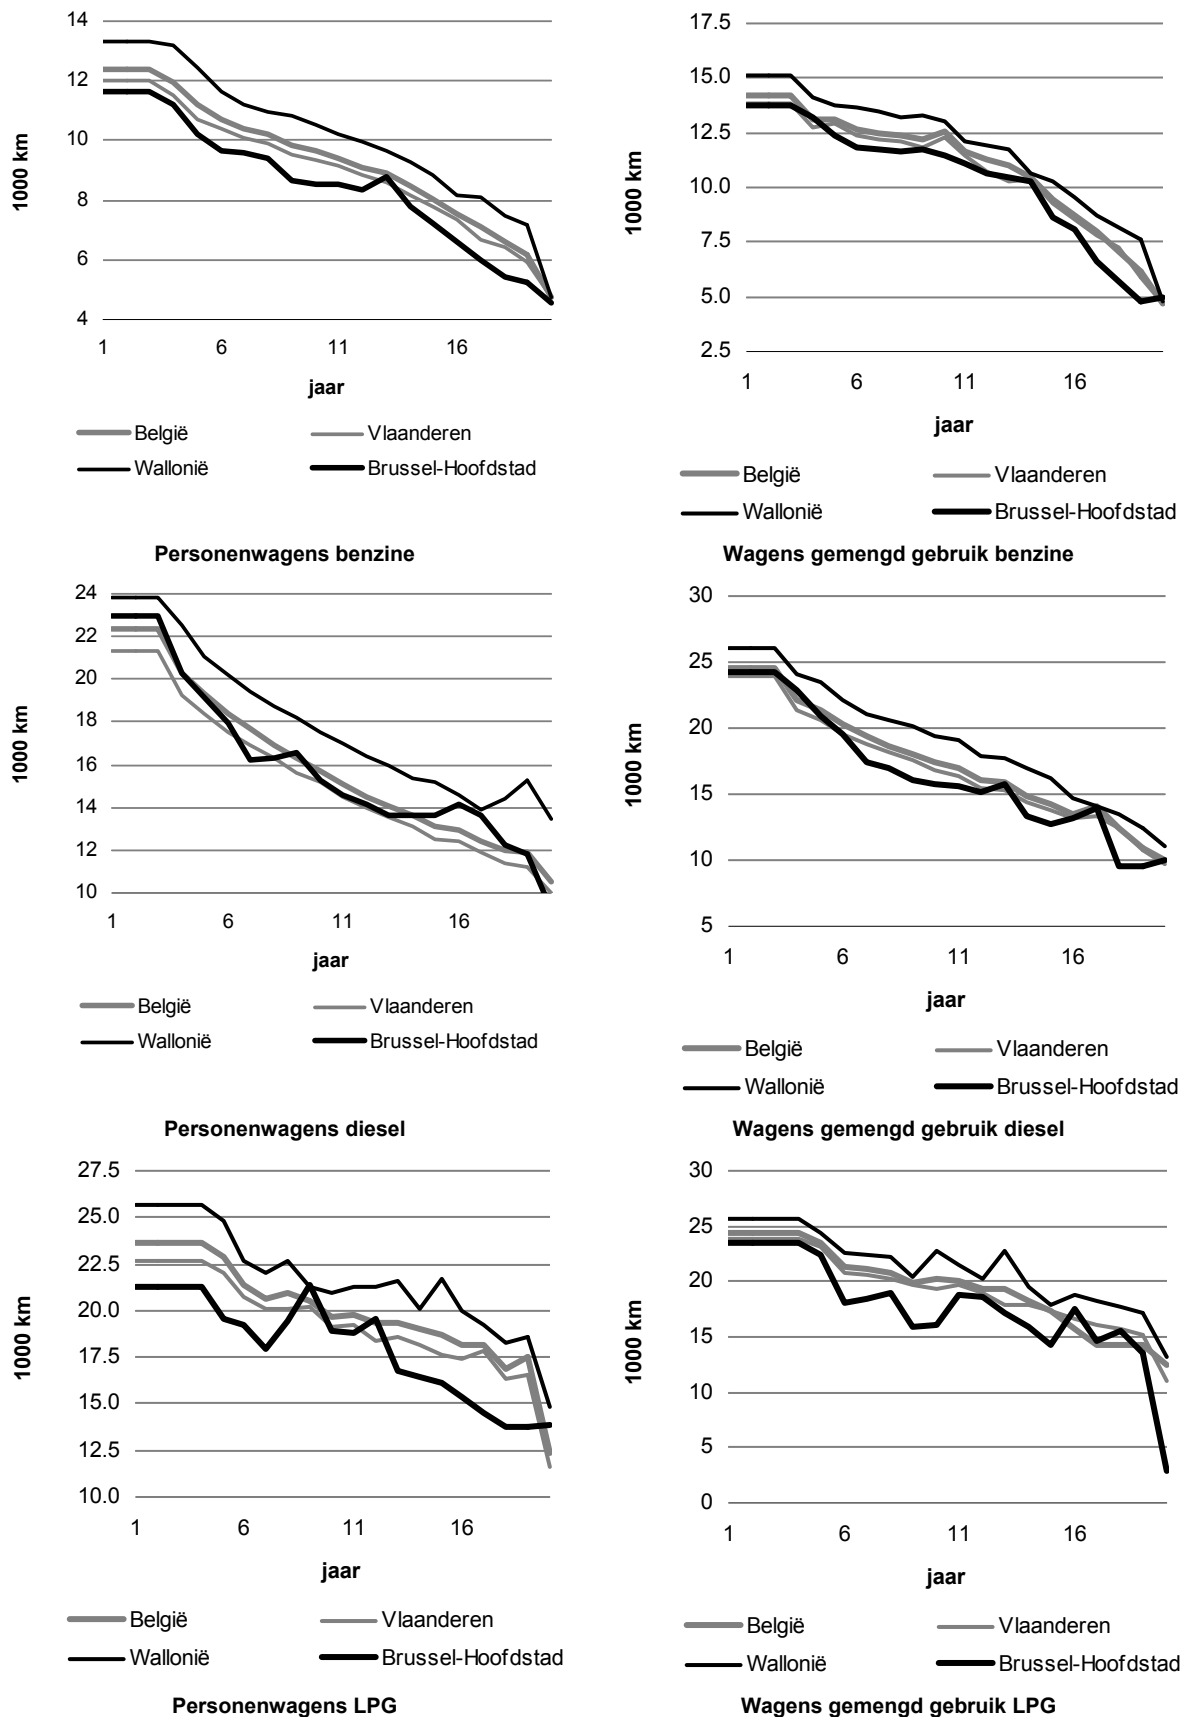 14
12
10
8
6
4
1000 km
1 6 11 16
jaar
België Vlaanderen
Wallonië Brussel-Hoofdstad
Personenwagens benzine
17.5
15.0
12.5
10.0
7.5
5.0
2.5
1000 km
1 6 11 16
jaar
België Vlaanderen
Wallonië Brussel-Hoofdstad
Wagens gemengd gebruik benzine
24
22
20
18
16
14
12
10
1000 km
1 6 11 16
jaar
België Vlaanderen
Wallonië Brussel-Hoofdstad
Personenwagens diesel
30
25
20
15
10
5
1000 km
1 6 11 16
jaar
België Vlaanderen
Wallonië Brussel-Hoofdstad
Wagens gemengd gebruik diesel
27.5
25.0
22.5
20.0
17.5
15.0
12.5
10.0
1000 km
1 6 11 16
jaar
België Vlaanderen
Wallonië Brussel-Hoofdstad
Personenwagens LPG
30
25
20
15
10
5
0
1000 km
1 6 11 16
jaar
België Vlaanderen
Wallonië Brussel-Hoofdstad
Wagens gemengd gebruik LPG